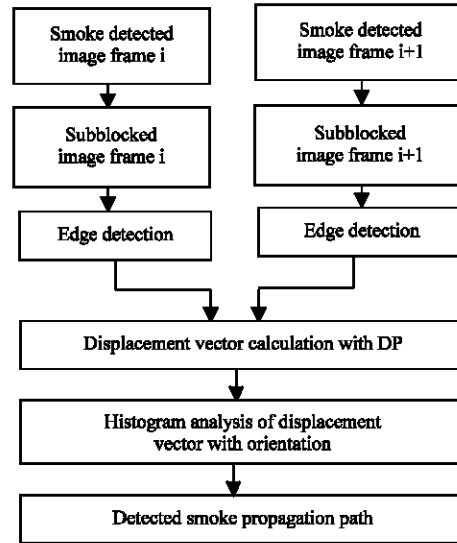 Smoke detected
image frame i
Smoke detected
image frame i+1
Subblocked
image frame i
Subblocked
image frame i+1
Edge detection
Edge detection
Displacement vector calculation with DP
Histogram analysis of displacement
vector with orientation
Detected smoke propagation path